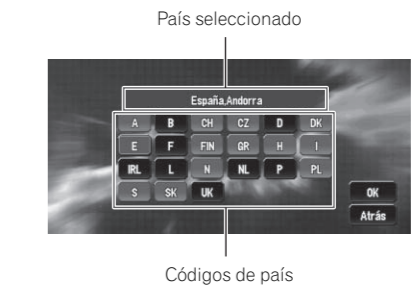 País seleccionado
España,Andorra
A B CH CZ D DK
E F FIN GR H I
IRL L N NL P PL
S SK UK
OK
Atrás
Códigos de país